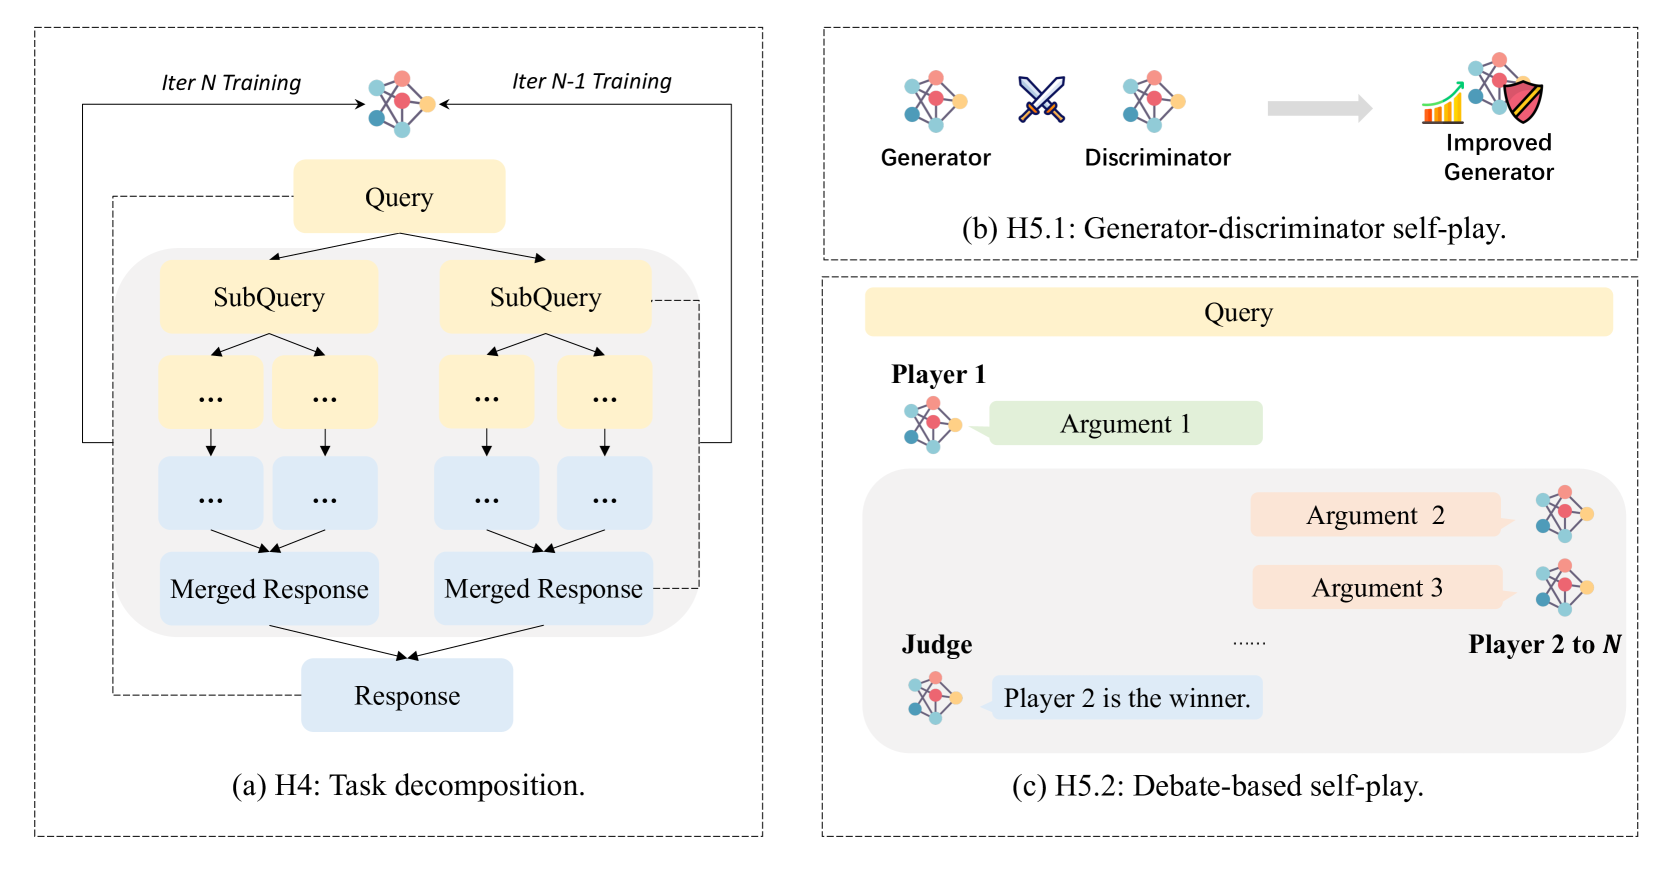 Iter N Training
Iter N-1 Training
Query
SubQuery
SubQuery
... ... ... ...
... ... ... ...
Merged Response
Merged Response
Response
(a) H4: Task decomposition.
Generator
Discriminator
Improved
Generator
(b) H5.1: Generator-discriminator self-play.
Query
Player 1
Argument 1
Argument 2
Argument 3
Judge
......
Player 2 to N
Player 2 is the winner.
(c) H5.2: Debate-based self-play.